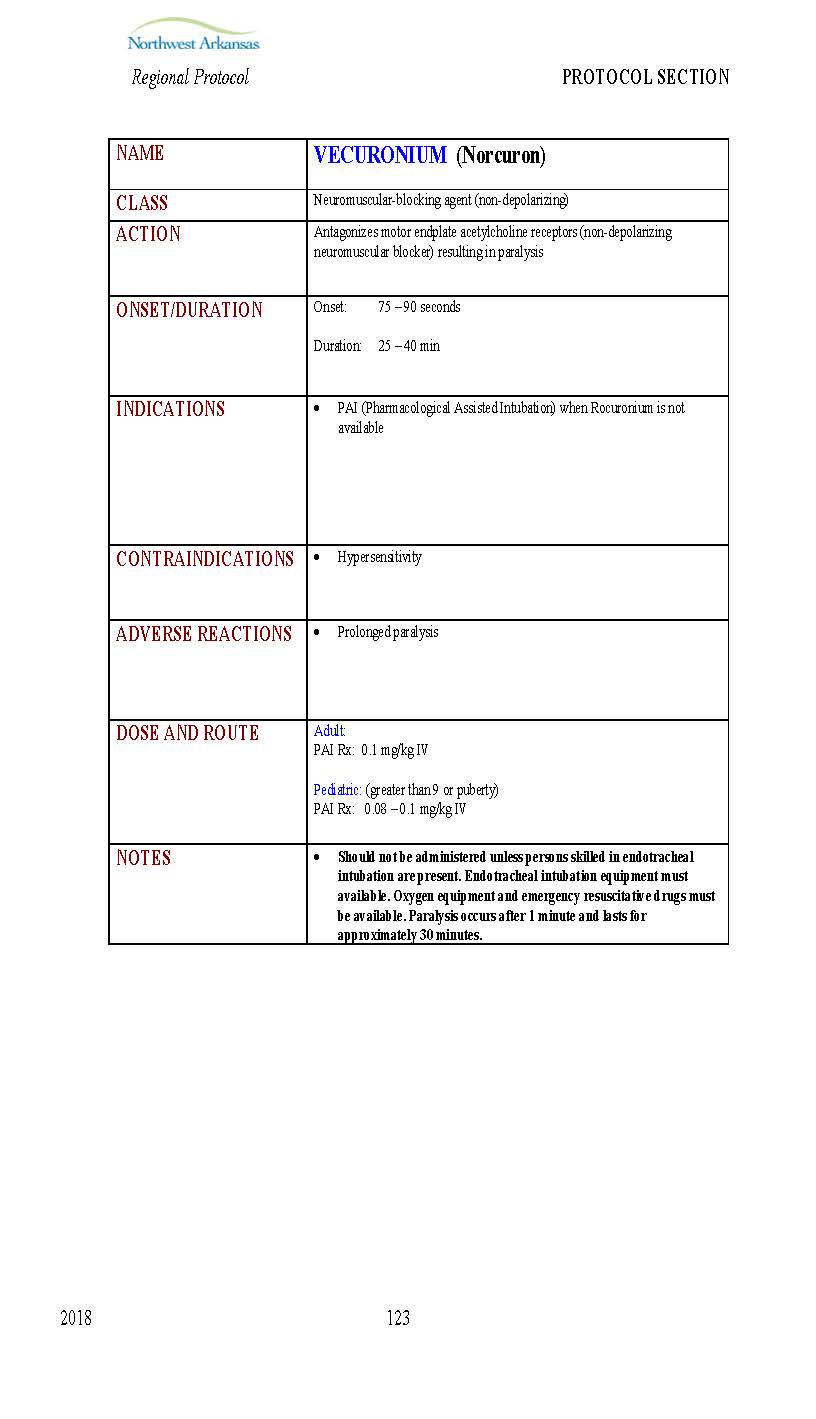 Northwest Arkansas
Regional Protocol PROTOCOL SECTION
NAME VECURONIUM (Norcuron)
CLASS Neuromuscular-blocking agent (non-depolarizing)
ACTION Antagonizes motor endplate acetylcholine receptors (non-depolarizing
neuromuscular blocker) resulting in paralysis
ONSET/DURATION Onset: 75 – 90 seconds
Duration: 25 – 40 min
INDICATIONS • PAI (Pharmacological Assisted Intubation) when Rocuronium is not
available
CONTRAINDICATIONS • Hypersensitivity
ADVERSE REACTIONS • Prolonged paralysis
DOSE AND ROUTE Adult:
PAI Rx: 0.1 mg/kg IV
Pediatric: (greater than 9 or puberty)
PAI Rx: 0.08 – 0.1 mg/kg IV
NOTES • Should not be administered unless persons skilled in endotracheal
intubation are present. Endotracheal intubation equipment must
available. Oxygen equipment and emergency resuscitative drugs must
be available. Paralysis occurs after 1 minute and lasts for
approximately 30 minutes.
2018 123